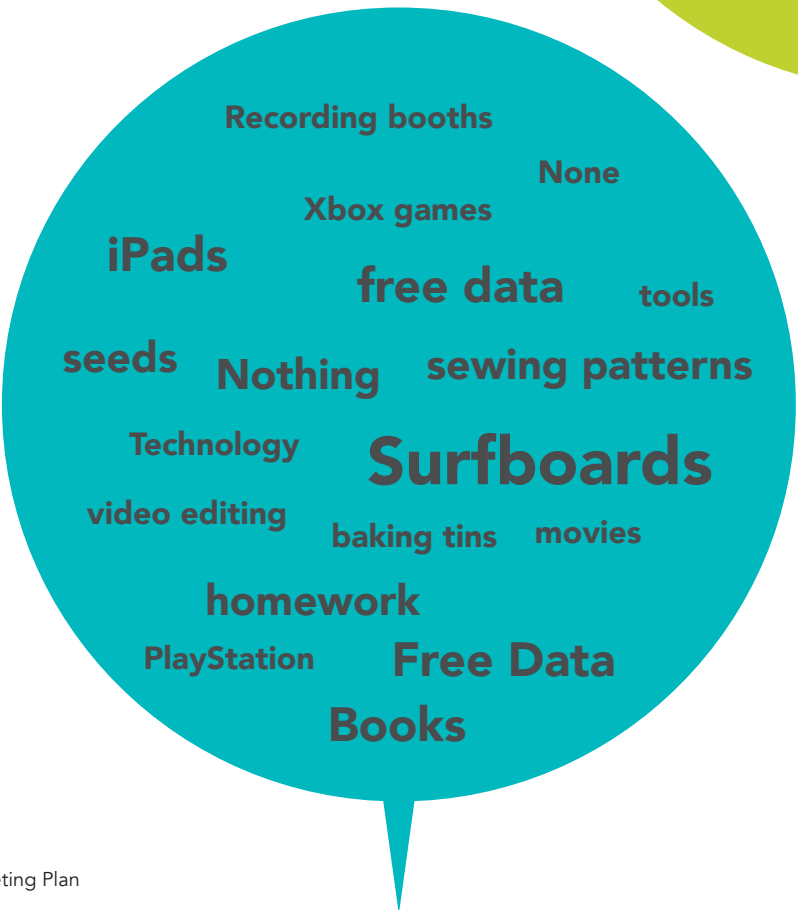 Recording booths
None
Xbox games
iPads
free data
tools
seeds
Nothing
sewing patterns
Technology
Surfboards
video editing
baking tins
movies
homework
PlayStation
Free Data
Books
Plan